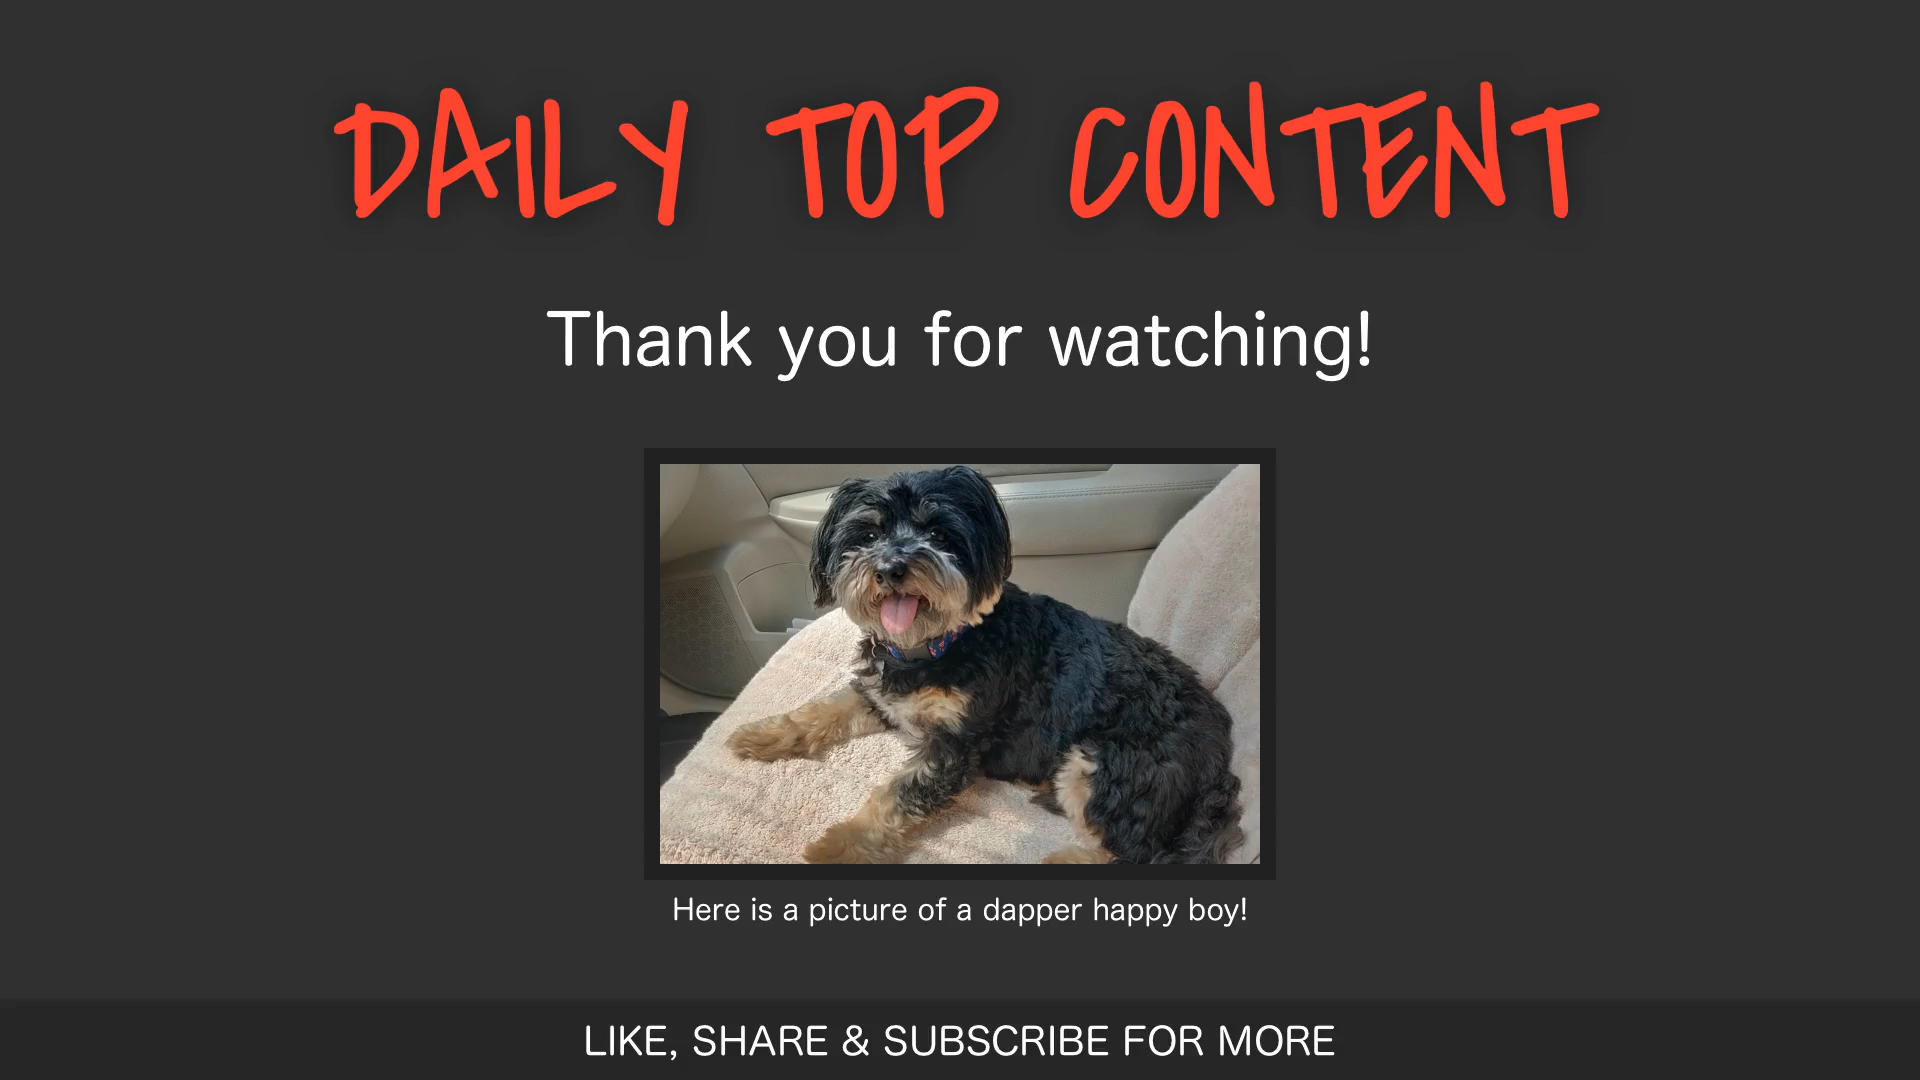 DAILY TOP CONTENT
Thank you for watching!
Here is a picture of a dapper happy boy!
LIKE, SHARE & SUBSCRIBE FOR MORE